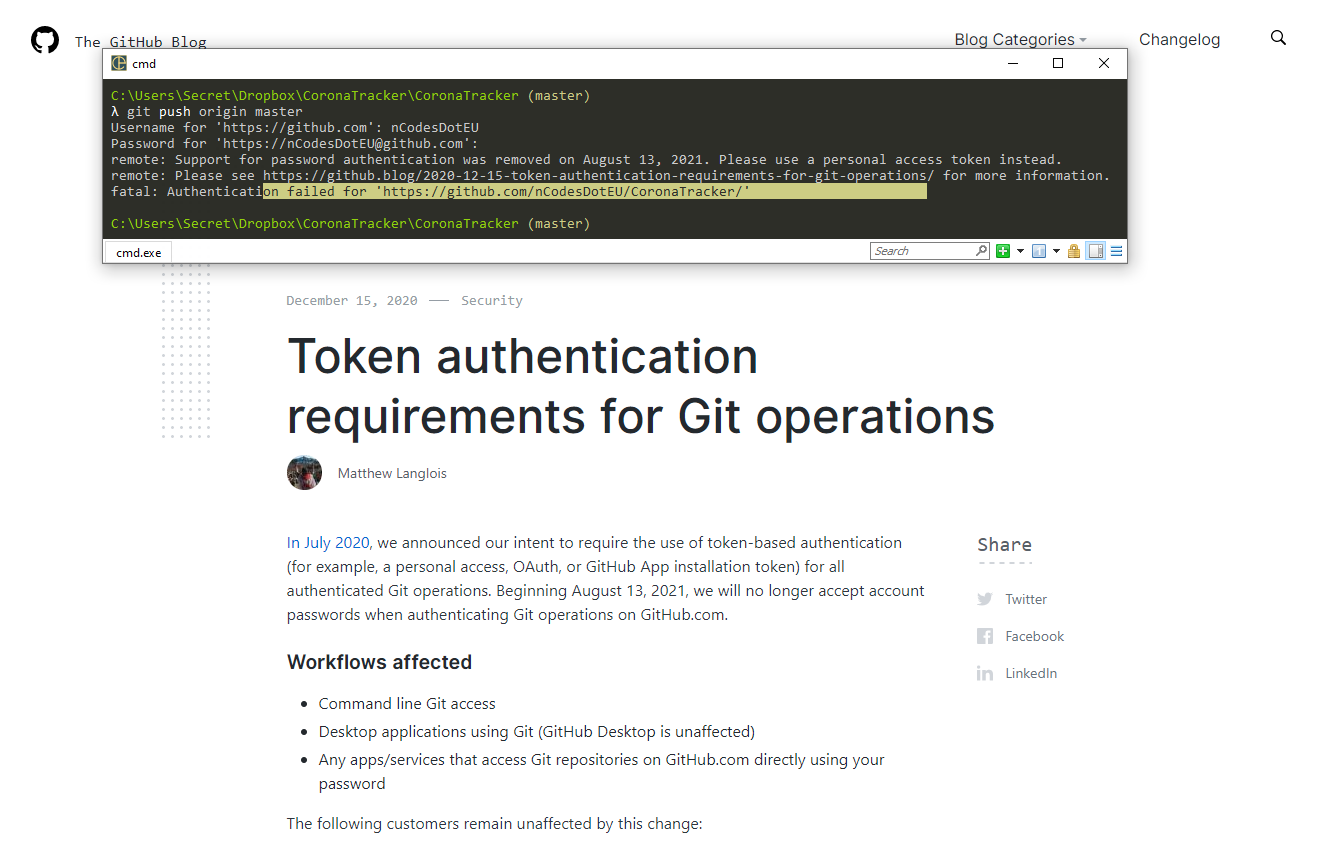 The GitHub Blog
Blog Categories
Changelog
cmd
C:\Users\Secret\Dropbox\CoronaTracker\CoronaTracker (master)
λ git push origin master
Username for 'https://github.com': nCodesDotEU
Password for 'https://nCodesDotEU@github.com':
remote: Support for password authentication was removed on August 13, 2021. Please use a personal access token instead.
remote: Please see https://github.blog/2020-12-15-token-authentication-requirements-for-git-operations/ for more information.
fatal: Authentication failed for 'https://github.com/nCodesDotEU/CoronaTracker/'
C:\Users\Secret\Dropbox\CoronaTracker\CoronaTracker (master)
cmd.exe
Search
December 15, 2020 — Security
Token authentication
requirements for Git operations
Matthew Langlois
In July 2020, we announced our intent to require the use of token-based authentication
(for example, a personal access, OAuth, or GitHub App installation token) for all
authenticated Git operations. Beginning August 13, 2021, we will no longer accept account
passwords when authenticating Git operations on GitHub.com.
Share
Twitter
Facebook
LinkedIn
Workflows affected
• Command line Git access
• Desktop applications using Git (GitHub Desktop is unaffected)
• Any apps/services that access Git repositories on GitHub.com directly using your
password
The following customers remain unaffected by this change: